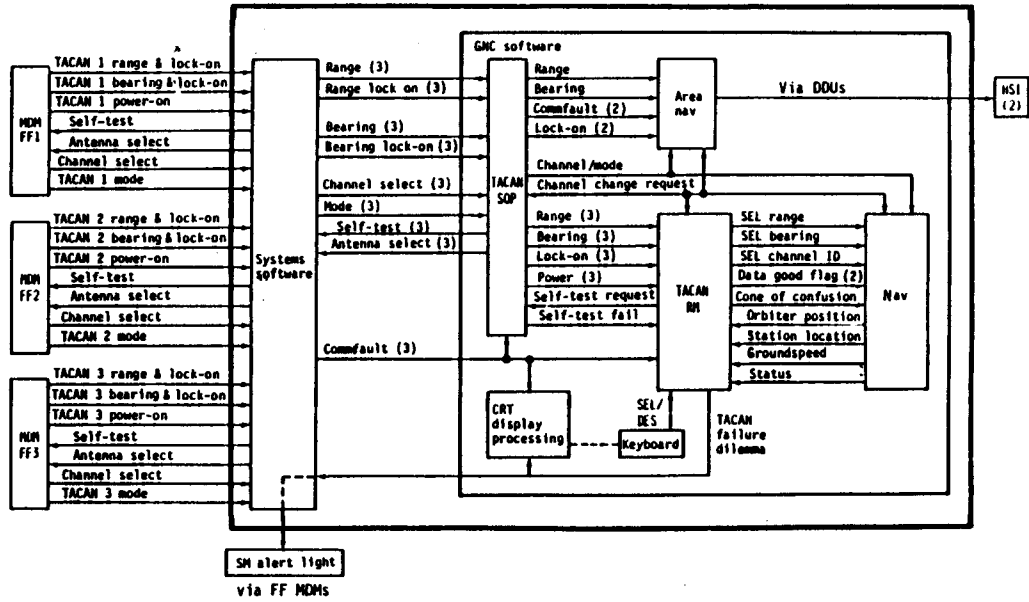 GNC software
MDM
FF1
TACAN 1 range & lock-on
TACAN 1 bearing & lock-on
TACAN 1 power-on
Self-test
Antenna select
Channel select
TACAN 1 mode
MDM
FF2
TACAN 2 range & lock-on
TACAN 2 bearing & lock-on
TACAN 2 power-on
Self-test
Antenna select
Channel select
TACAN 2 mode
MDM
FF3
TACAN 3 range & lock-on
TACAN 3 bearing & lock-on
TACAN 3 power-on
Self-test
Antenna select
Channel select
TACAN 3 mode
Systems
software
Range (3)
Range lock on (3)
Bearing (3)
Bearing lock-on (3)
Channel select (3)
Mode (3)
Self-test (3)
Antenna select (3)
Commfault (3)
TACAN
SOP
Range
Bearing
Commfault (2)
Lock-on (2)
Channel/mode
Channel change request
Range (3)
Bearing (3)
Lock-on (3)
Power (3)
Self-test request
Self-test fail
Area
nav
Via DDUs
HSI
(2)
TACAN
RM
SEL range
SEL bearing
SEL channel ID
Data good flag (2)
Cone of confusion
Orbiter position
Station location
Groundspeed
Status
Nav
CRT
display
processing
SEL/
DES
Keyboard
TACAN
failure
dilemma
SM alert light
via FF MDMs